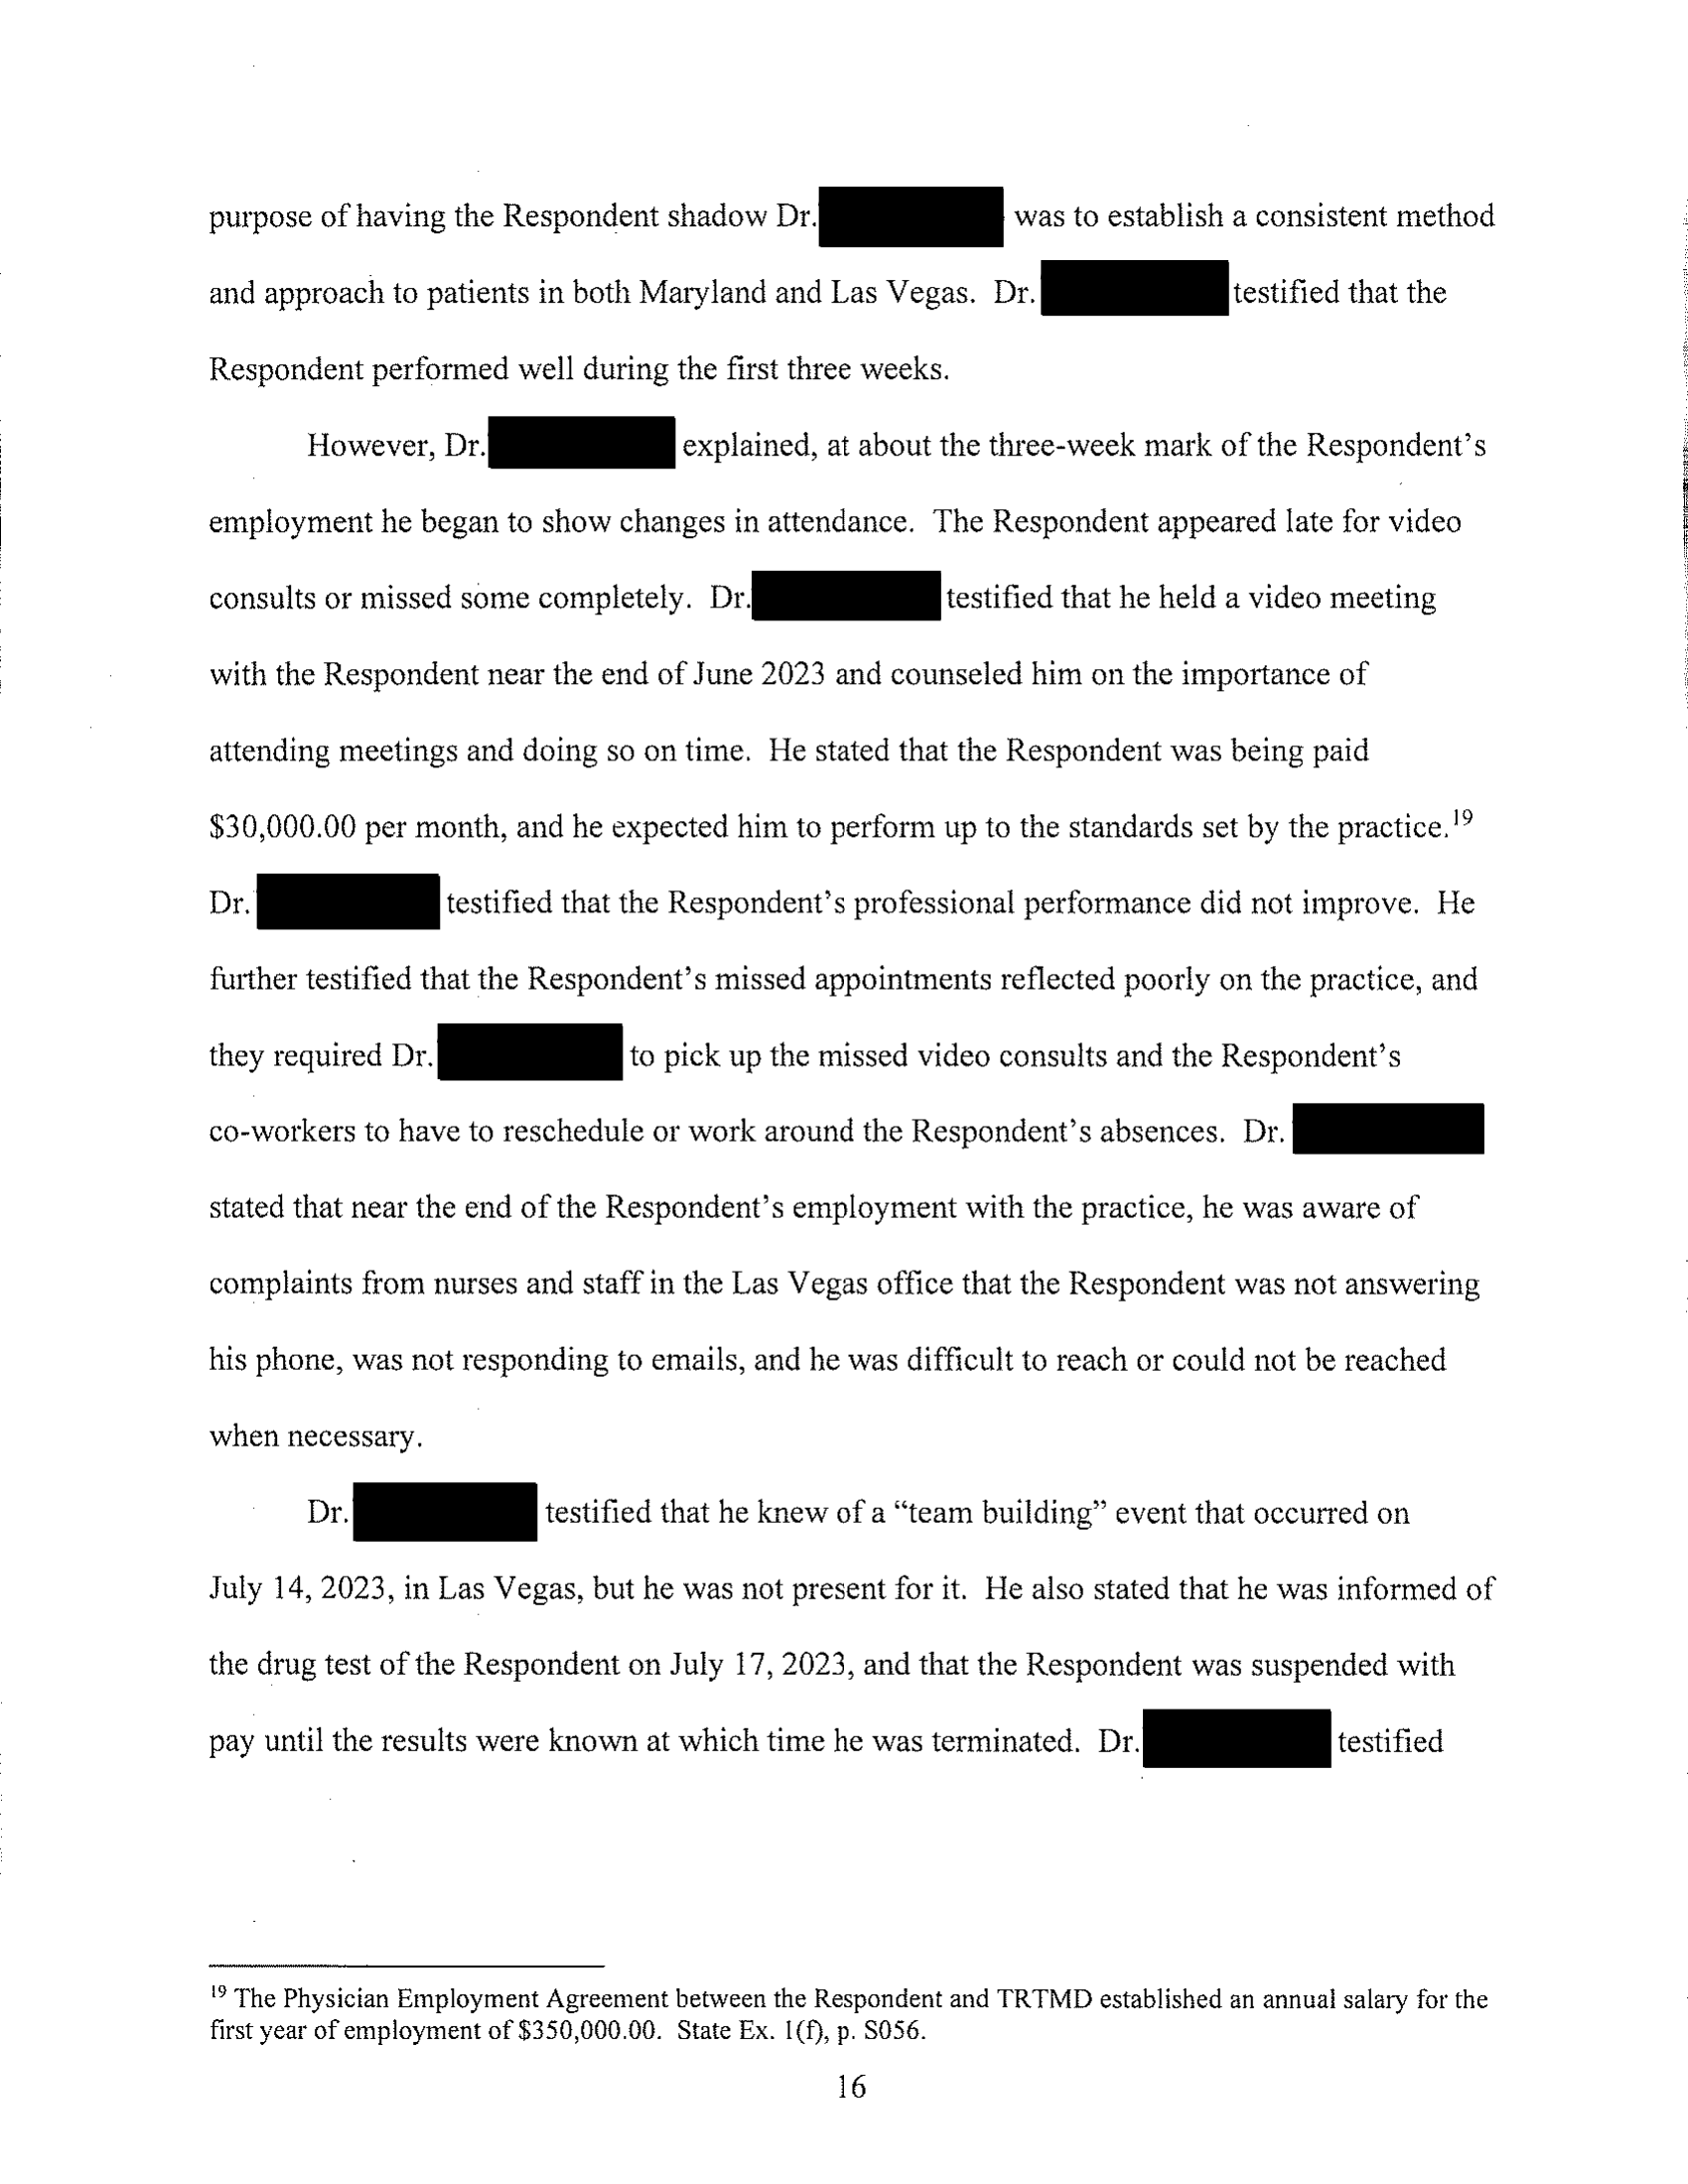 purpose of having the Respondent shadow Dr. was to establish a consistent method
and approach to patients in both Maryland and Las Vegas. Dr. testified that the
Respondent performed well during the first three weeks.
However, Dr. explained, at about the three-week mark of the Respondent's
employment he began to show changes in attendance. The Respondent appeared late for video
consults or missed some completely. Dr. testified that he held a video meeting
with the Respondent near the end of June 2023 and counseled him on the importance of
attending meetings and doing so on time. He stated that the Respondent was being paid
$30,000.00 per month, and he expected him to perform up to the standards set by the practice.19
Dr. testified that the Respondent's professional performance did not improve. He
further testified that the Respondent's missed appointments reflected poorly on the practice, and
they required Dr. to pick up the missed video consults and the Respondent's
co-workers to have to reschedule or work around the Respondent's absences. Dr.
stated that near the end of the Respondent's employment with the practice, he was aware of
complaints from nurses and staff in the Las Vegas office that the Respondent was not answering
his phone, was not responding to emails, and he was difficult to reach or could not be reached
when necessary.
Dr. testified that he knew of a “team building” event that occurred on
July 14, 2023, in Las Vegas, but he was not present for it. He also stated that he was informed of
the drug test of the Respondent on July 17, 2023, and that the Respondent was suspended with
pay until the results were known at which time he was terminated. Dr. testified
19 The Physician Employment Agreement between the Respondent and TRTMD established an annual salary for the
first year of employment of $350,000.00. State Ex. 1(f), p. S056.
16